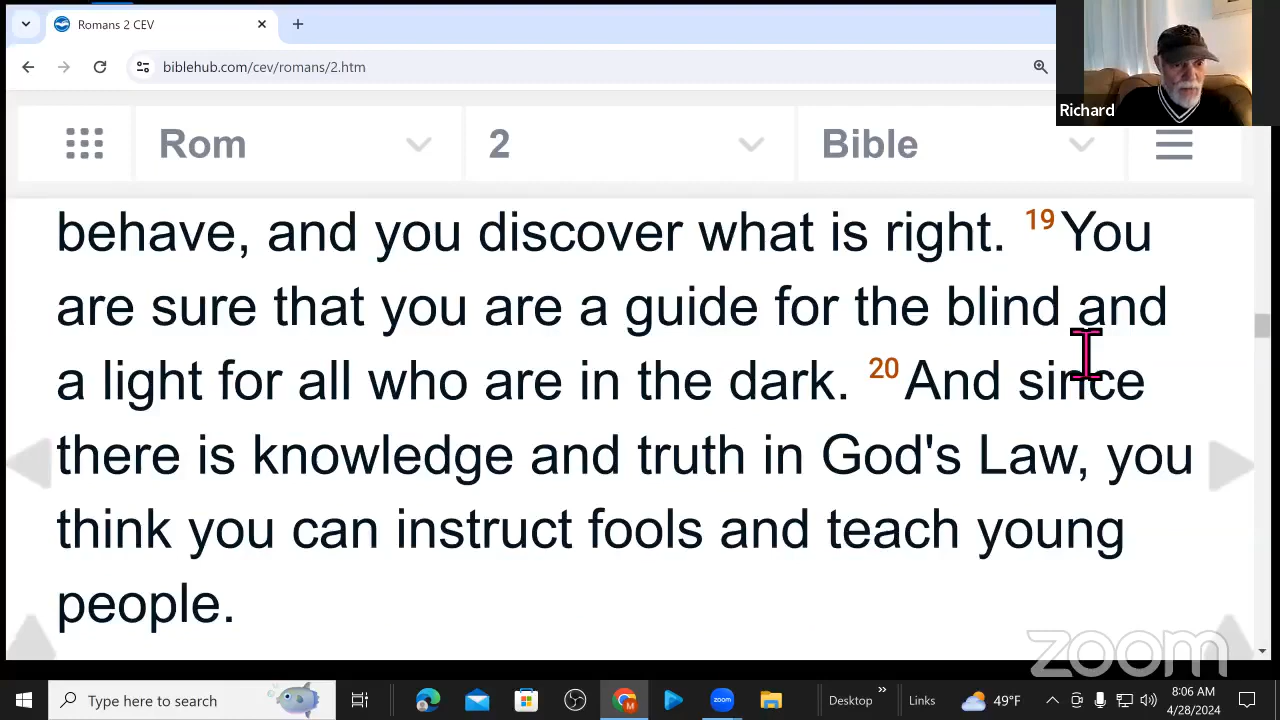 Romans 2 CEV
biblehub.com/cev/romans/2.htm
Richard
Rom
2
Bible
behave, and you discover what is right. 19 You
are sure that you are a guide for the blind and
a light for all who are in the dark. 20 And since
there is knowledge and truth in God's Law, you
think you can instruct fools and teach young
people.
zoom
Type here to search
zoom
Desktop
Links
49°F
8:06 AM
4/28/2024